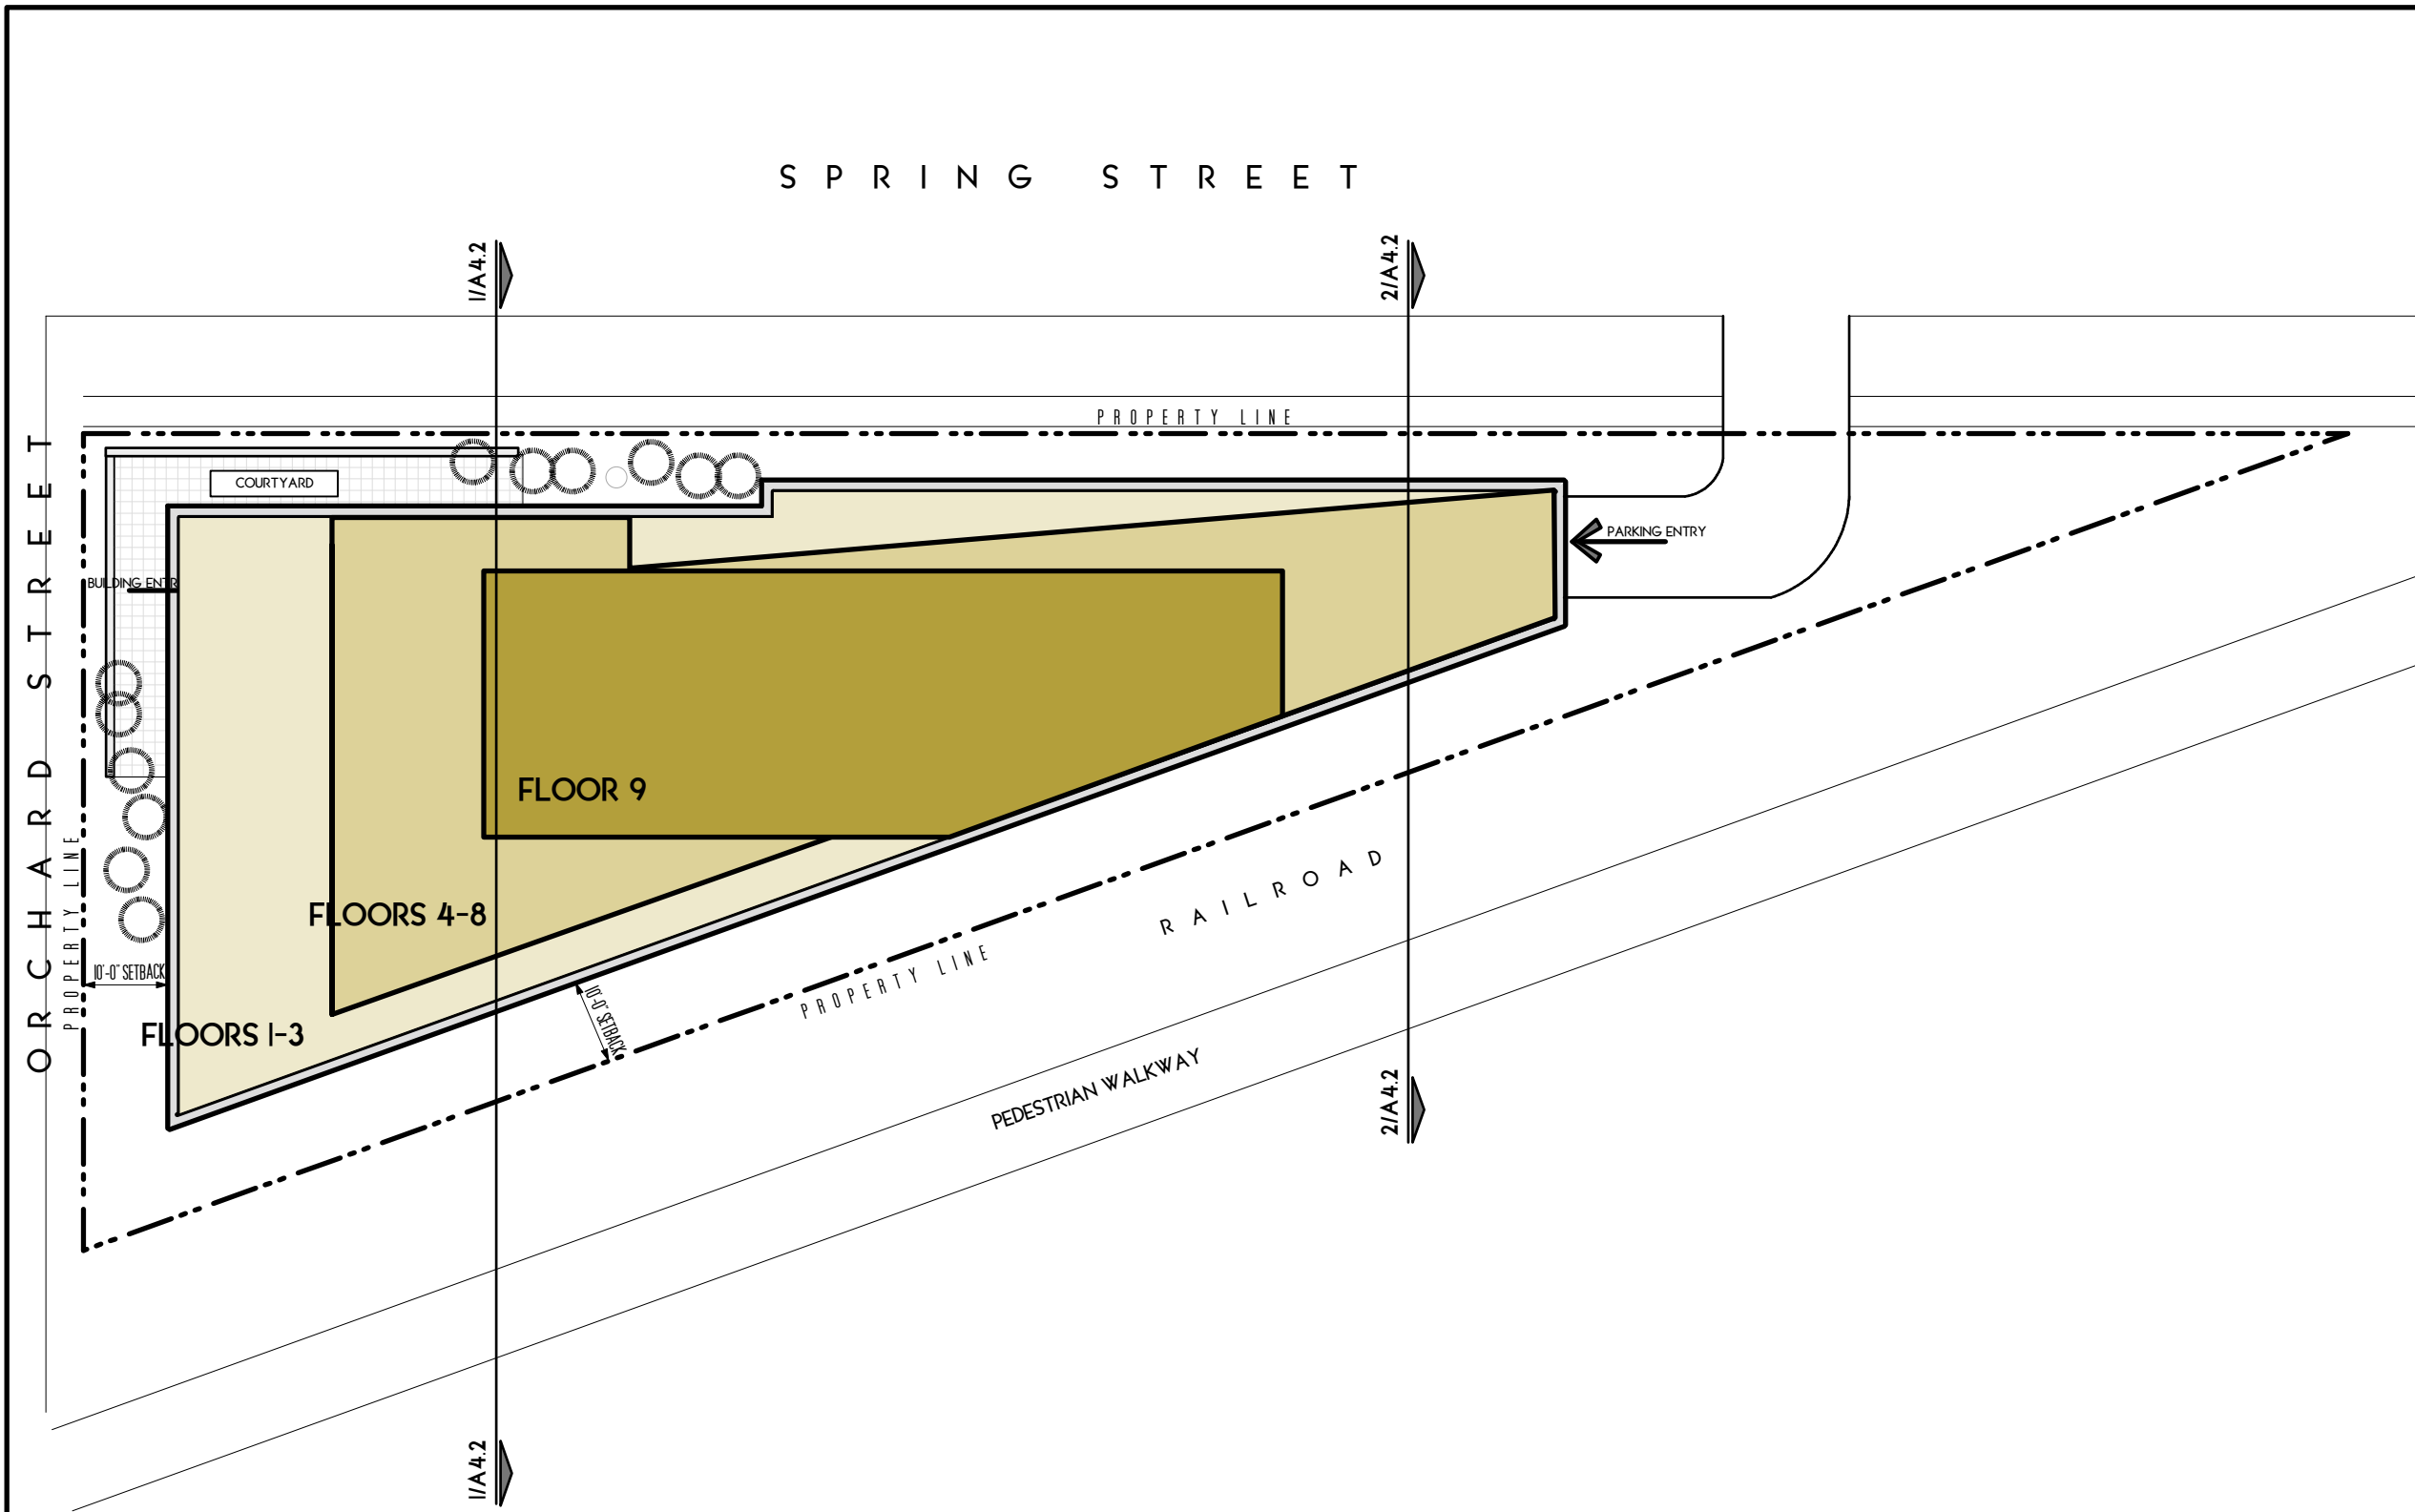 SPRING STREET
1/A4.2
2/A4.2
PROPERTY LINE
COURTYARD
PARKING ENTRY
BUILDING ENTR
ORCHARD STREET
PROPERTY LINE
FLOOR 9
FLOORS 4-8
RAILROAD
10'-0" SETBACK
PROPERTY LINE
10'-0" SETBACK
FLOORS 1-3
PEDESTRIAN WALKWAY
2/A4.2
1/A4.2